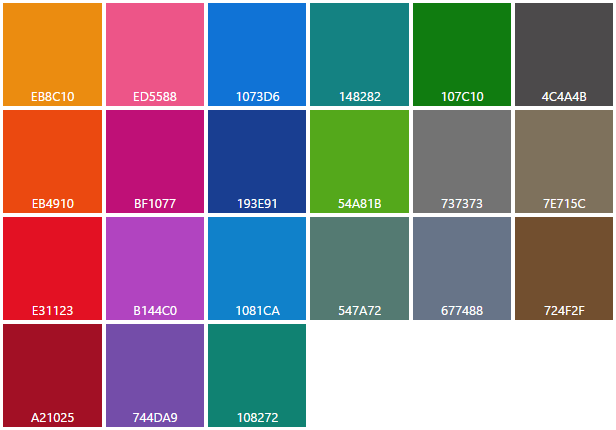 EB8C10 ED5588 1073D6 148282 107C10 4C4A4B
EB4910 BF1077 193E91 54A81B 737373 7E715C
E31123 B144C0 1081CA 547A72 677488 724F2F
A21025 744DA9 108272